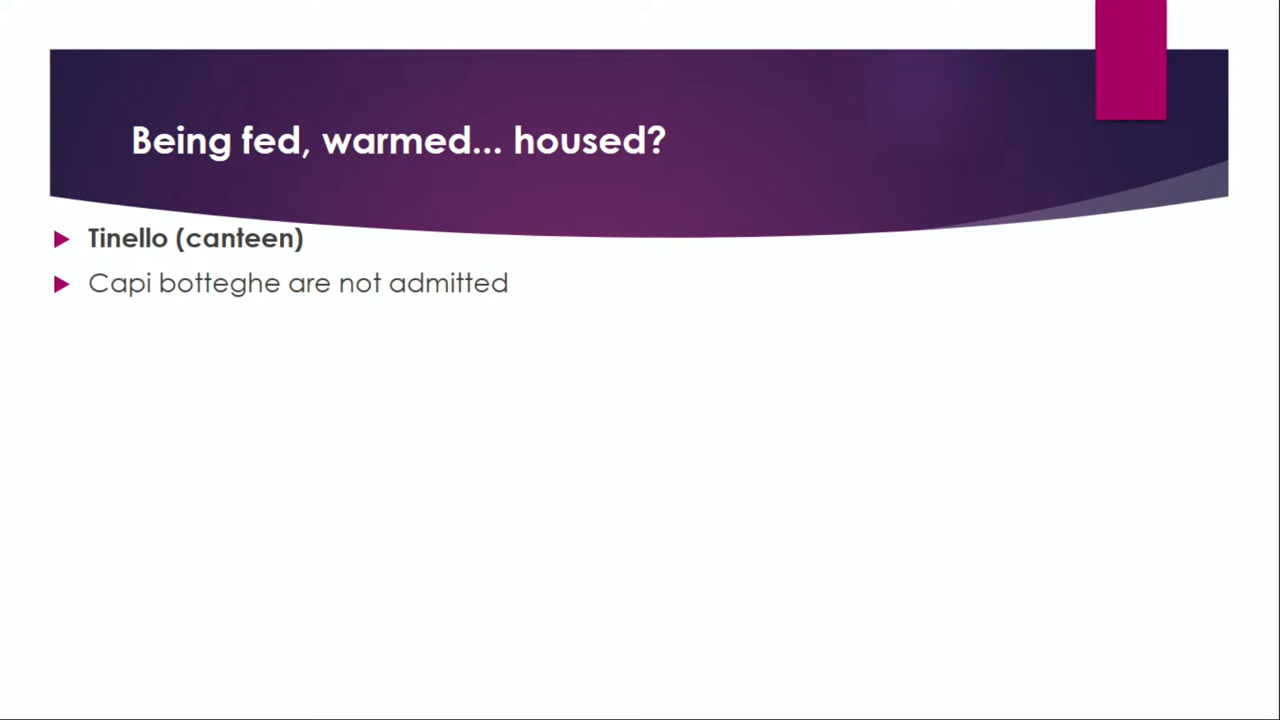 Being fed, warmed... housed?
Tinello (canteen)
Capi botteghe are not admitted